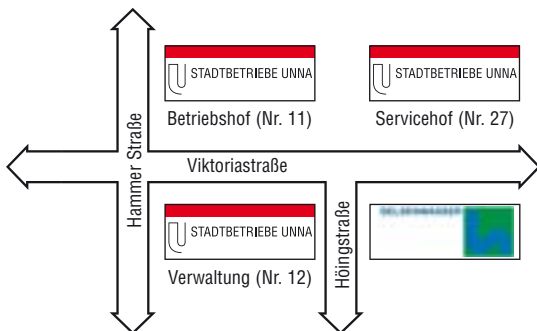 STADTBETRIEBE UNNA
STADTBETRIEBE UNNA
Betriebshof (Nr. 11)
Servicehof (Nr. 27)
Hammer Straße
Viktoriastraße
STADTBETRIEBE UNNA
Verwaltung (Nr. 12)
Höingstraße
GELSENWASSER